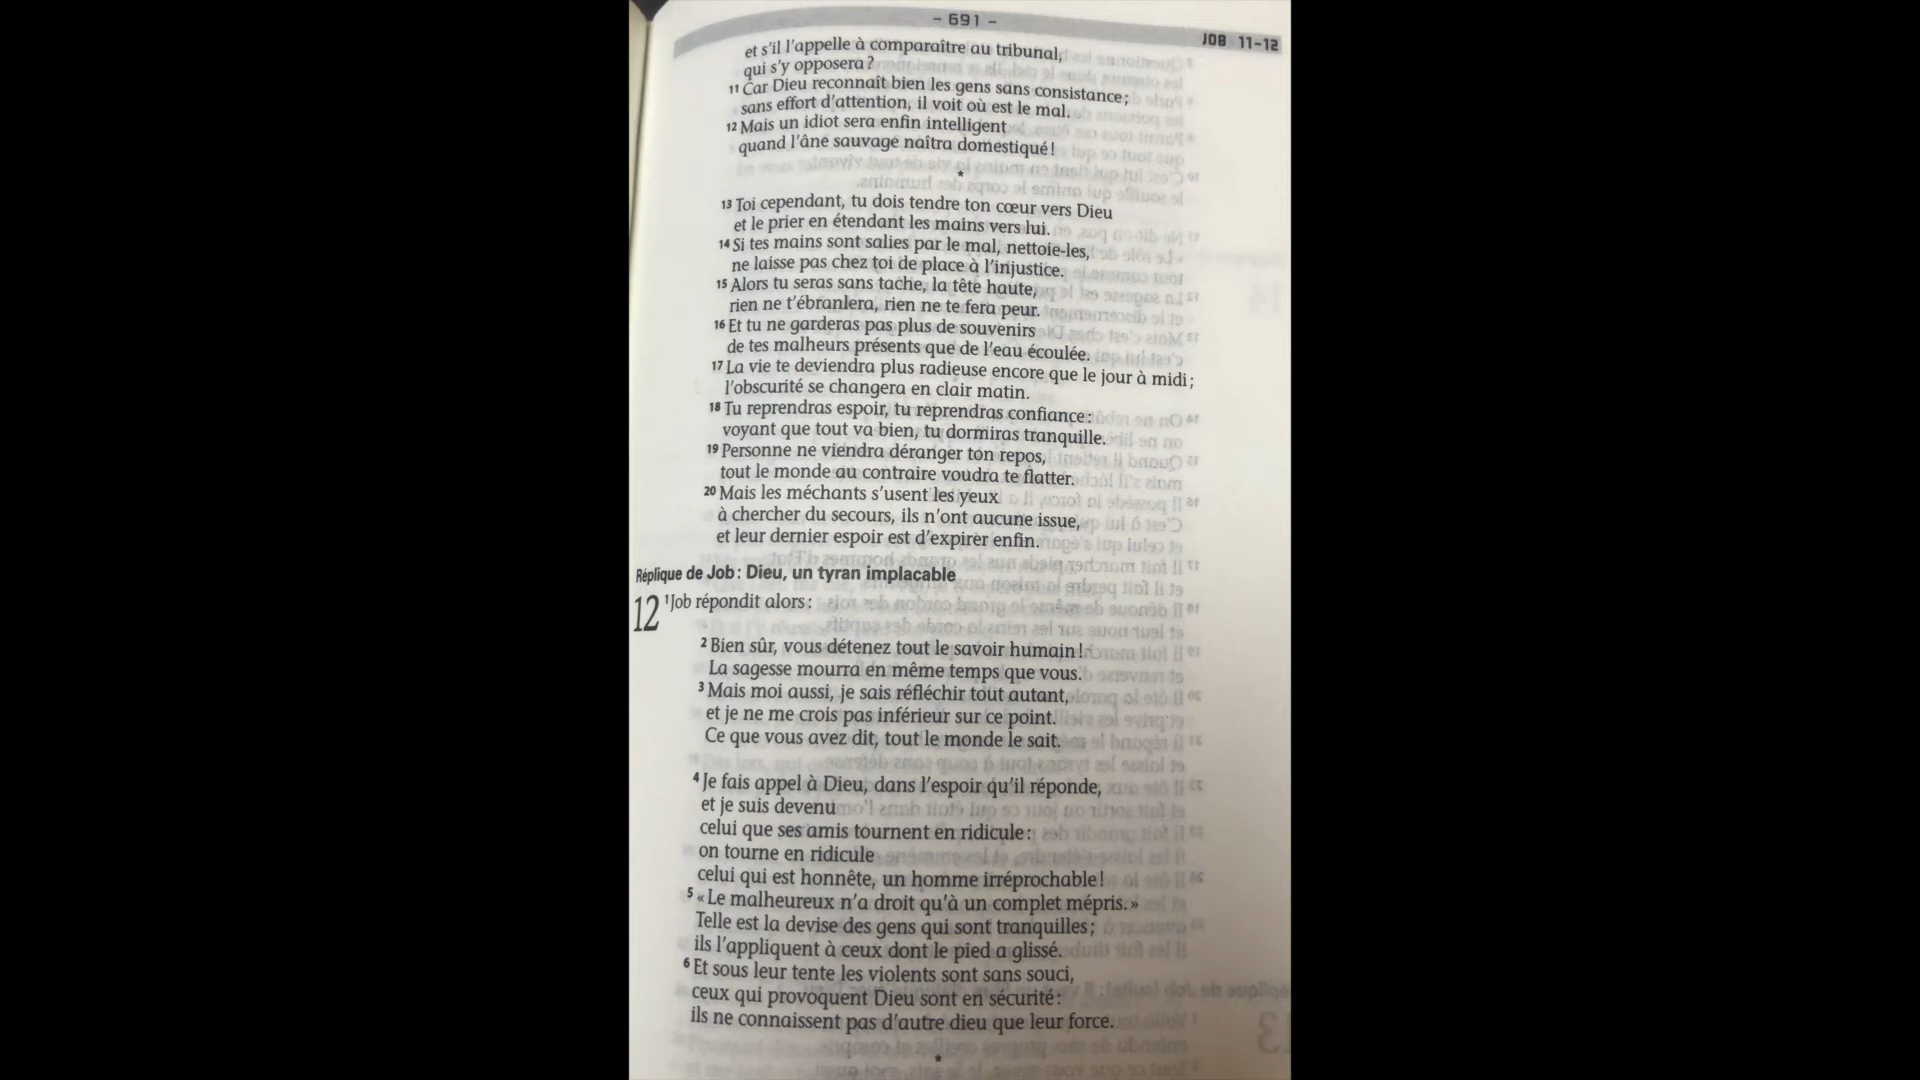 - 691 -
JOB 11-12
et s'il l'appelle à comparaître au tribunal,
qui s'y opposera ?
11 Car Dieu reconnaît bien les gens sans consistance ;
sans effort d'attention, il voit où est le mal.
12 Mais un idiot sera enfin intelligent
quand l'âne sauvage naîtra domestiqué !
*
13 Toi cependant, tu dois tendre ton cœur vers Dieu
et le prier en étendant les mains vers lui.
14 Si tes mains sont salies par le mal, nettoie-les,
ne laisse pas chez toi de place à l'injustice.
15 Alors tu seras sans tache, la tête haute,
rien ne t'ébranlera, rien ne te fera peur.
16 Et tu ne garderas pas plus de souvenirs
de tes malheurs présents que de l'eau écoulée.
17 La vie te deviendra plus radieuse encore que le jour à midi ;
l'obscurité se changera en clair matin.
18 Tu reprendras espoir, tu reprendras confiance :
voyant que tout va bien, tu dormiras tranquille.
19 Personne ne viendra déranger ton repos,
tout le monde au contraire voudra te flatter.
20 Mais les méchants s'usent les yeux
à chercher du secours, ils n'ont aucune issue,
et leur dernier espoir est d'expirer enfin.
Réplique de Job : Dieu, un tyran implacable
12 1 Job répondit alors :
2 Bien sûr, vous détenez tout le savoir humain !
La sagesse mourra en même temps que vous.
3 Mais moi aussi, je sais réfléchir tout autant,
et je ne me crois pas inférieur sur ce point.
Ce que vous avez dit, tout le monde le sait.
4 Je fais appel à Dieu, dans l'espoir qu'il réponde,
et je suis devenu
celui que ses amis tournent en ridicule :
on tourne en ridicule
celui qui est honnête, un homme irréprochable !
5 « Le malheureux n'a droit qu'à un complet mépris. »
Telle est la devise des gens qui sont tranquilles ;
ils l'appliquent à ceux dont le pied a glissé.
6 Et sous leur tente les violents sont sans souci,
ceux qui provoquent Dieu sont en sécurité :
ils ne connaissent pas d'autre dieu que leur force.
*